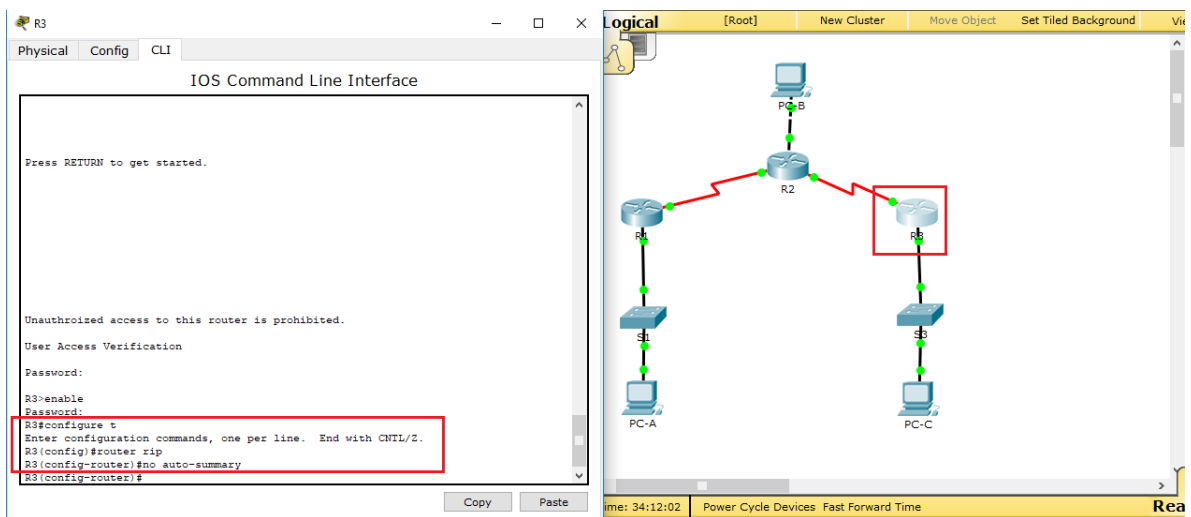 R3
Physical Config CLI
IOS Command Line Interface
Press RETURN to get started.
Unauthroized access to this router is prohibited.
User Access Verification
Password:
R3>enable
Password:
R3#configure t
Enter configuration commands, one per line.  End with CNTL/Z.
R3(config)#router rip
R3(config-router)#no auto-summary
R3(config-router)#
Copy Paste
Logical [Root] New Cluster Move Object Set Tiled Background
PC-B
R2
R1
R3
S1
S3
PC-A
PC-C
ime: 34:12:02 Power Cycle Devices Fast Forward Time